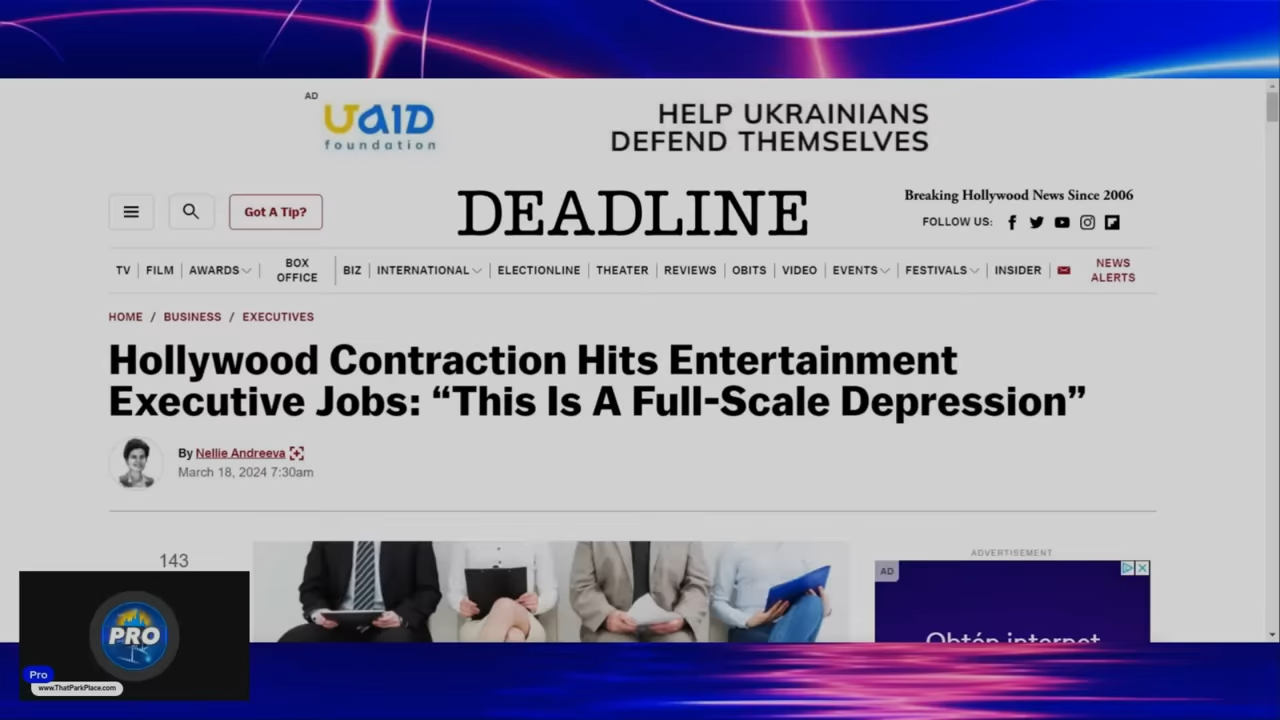 AD
UAID
foundation
HELP UKRAINIANS
DEFEND THEMSELVES
Got A Tip?
DEADLINE
Breaking Hollywood News Since 2006
FOLLOW US:
TV FILM AWARDS BOX OFFICE BIZ INTERNATIONAL ELECTIONLINE THEATER REVIEWS OBITS VIDEO EVENTS FESTIVALS INSIDER NEWS ALERTS
HOME / BUSINESS / EXECUTIVES
Hollywood Contraction Hits Entertainment
Executive Jobs: “This Is A Full-Scale Depression”
By Nellie Andreeva
March 18, 2024 7:30am
143
ADVERTISEMENT
AD
Obtén internet
PRO
Pro
www.ThatParkPlace.com